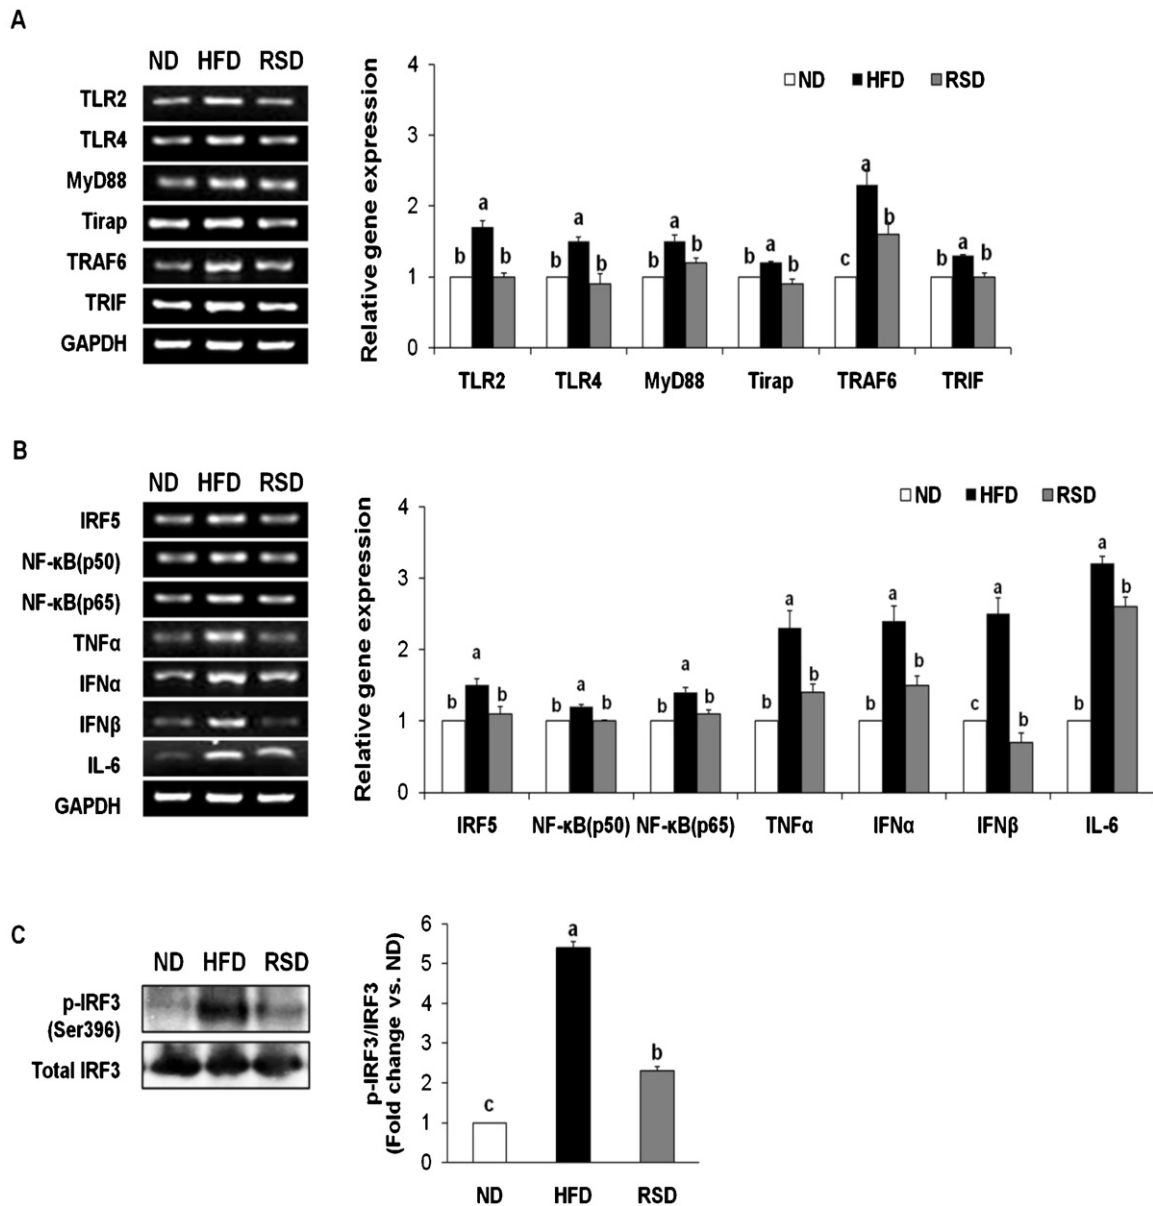 A
ND HFD RSD
TLR2
TLR4
MyD88
Tirap
TRAF6
TRIF
GAPDH
Relative gene expression
4
3
2
1
0
ND HFD RSD
b a b b a b b a b b a b c a b b a b
TLR2 TLR4 MyD88 Tirap TRAF6 TRIF
B
ND HFD RSD
IRF5
NF-κB(p50)
NF-κB(p65)
TNFα
IFNα
IFNβ
IL-6
GAPDH
Relative gene expression
4
3
2
1
0
ND HFD RSD
b a b b a b b a b b a b b a b c a b b a b
IRF5 NF-κB(p50) NF-κB(p65) TNFα IFNα IFNβ IL-6
C
ND HFD RSD
p-IRF3
(Ser396)
Total IRF3
p-IRF3/IRF3
(Fold change vs. ND)
6
5
4
3
2
1
0
c a b
ND HFD RSD